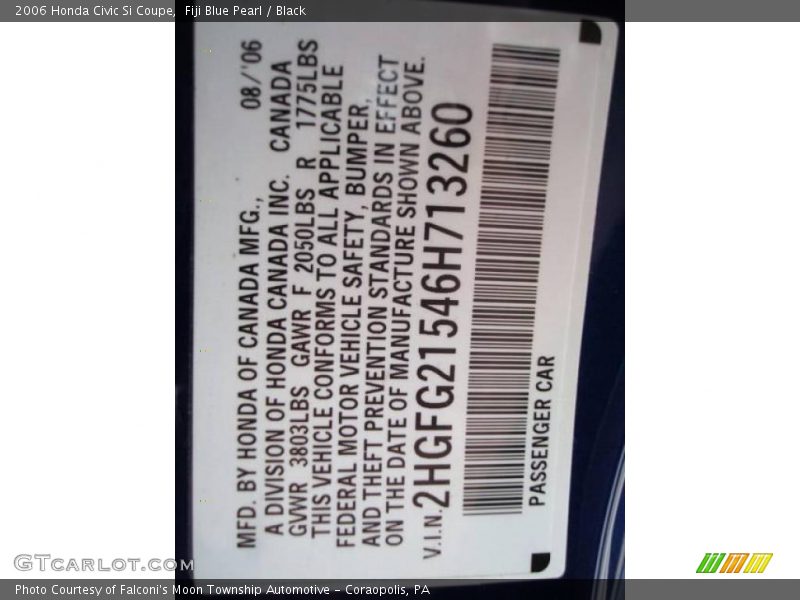 2006 Honda Civic Si Coupe,  Fiji Blue Pearl / Black
MFD. BY HONDA OF CANADA MFG., 08/'06
A DIVISION OF HONDA CANADA INC. CANADA
GVWR 3803LBS GAWR F 2050LBS R 1775LBS
THIS VEHICLE CONFORMS TO ALL APPLICABLE
FEDERAL MOTOR VEHICLE SAFETY, BUMPER,
AND THEFT PREVENTION STANDARDS IN EFFECT
ON THE DATE OF MANUFACTURE SHOWN ABOVE.
V.I.N. 2HGFG21546H713260
PASSENGER CAR
GTCARLOT.COM
Photo Courtesy of Falconi's Moon Township Automotive - Coraopolis, PA